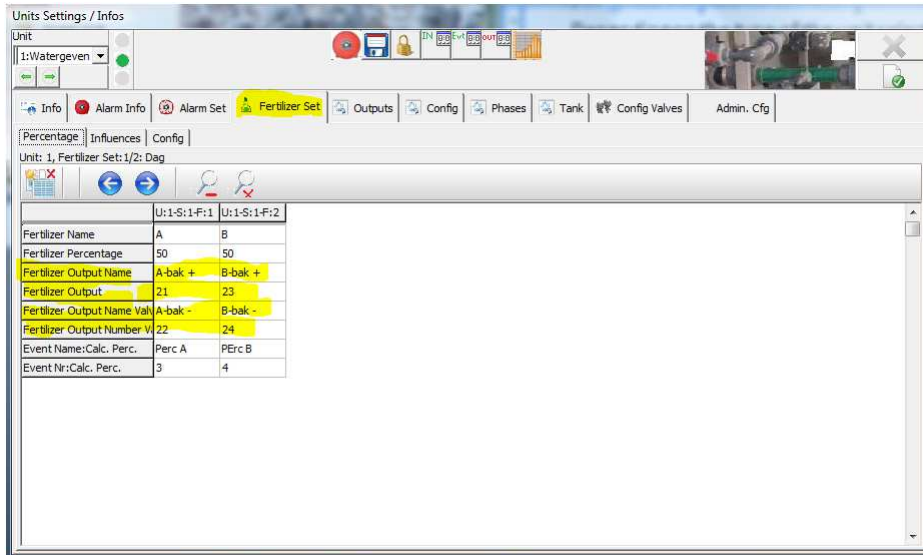 Units Settings / Infos
Unit
1:Watergeven
IN Evt OUT
Info Alarm Info Alarm Set Fertilizer Set Outputs Config Phases Tank Config Valves Admin. Cfg
Percentage Influences Config
Unit: 1, Fertilizer Set:1/2: Dag
U:1-S:1-F:1 U:1-S:1-F:2
Fertilizer Name A B
Fertilizer Percentage 50 50
Fertilizer Output Name A-bak + B-bak +
Fertilizer Output 21 23
Fertilizer Output Name Valv A-bak - B-bak -
Fertilizer Output Number V 22 24
Event Name:Calc. Perc. Perc A PErc B
Event Nr:Calc. Perc. 3 4